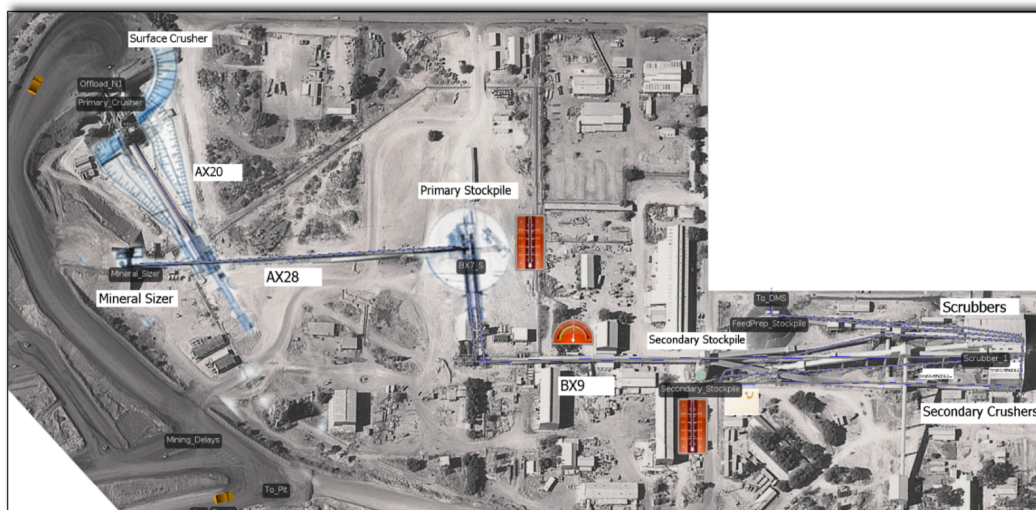 Surface Crusher
Offload_N1
Primary_Crusher
AX20
Primary Stockpile
BX7_S
Mineral_Sizer
AX28
Mineral Sizer
To_DMS
Scrubbers
FeedPrep_Stockpile
Secondary Stockpile
Scrubber_1
BX9
Secondary_Stockpile
Secondary Crushers
Mining_Delays
To_Pit